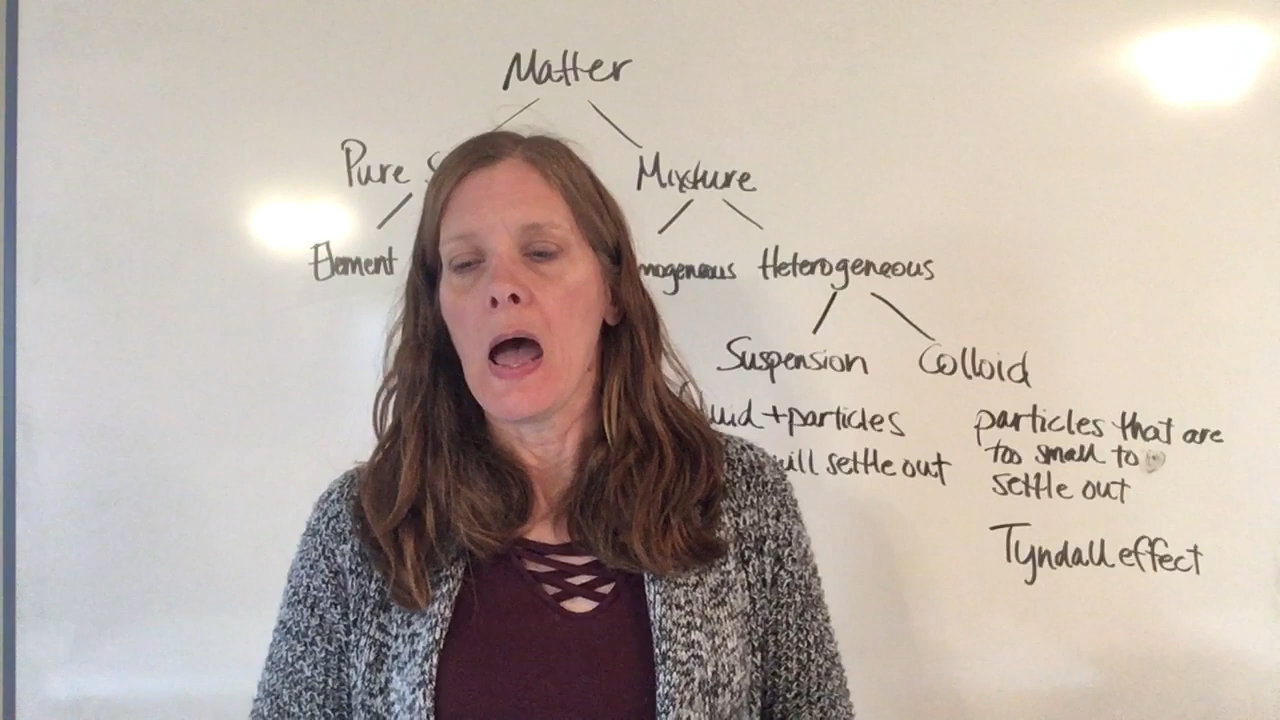 Matter
Pure
Mixture
Element
Heterogeneous
Suspension
Colloid
+ particles
settle out
particles that are
too small to
settle out
Tyndall effect